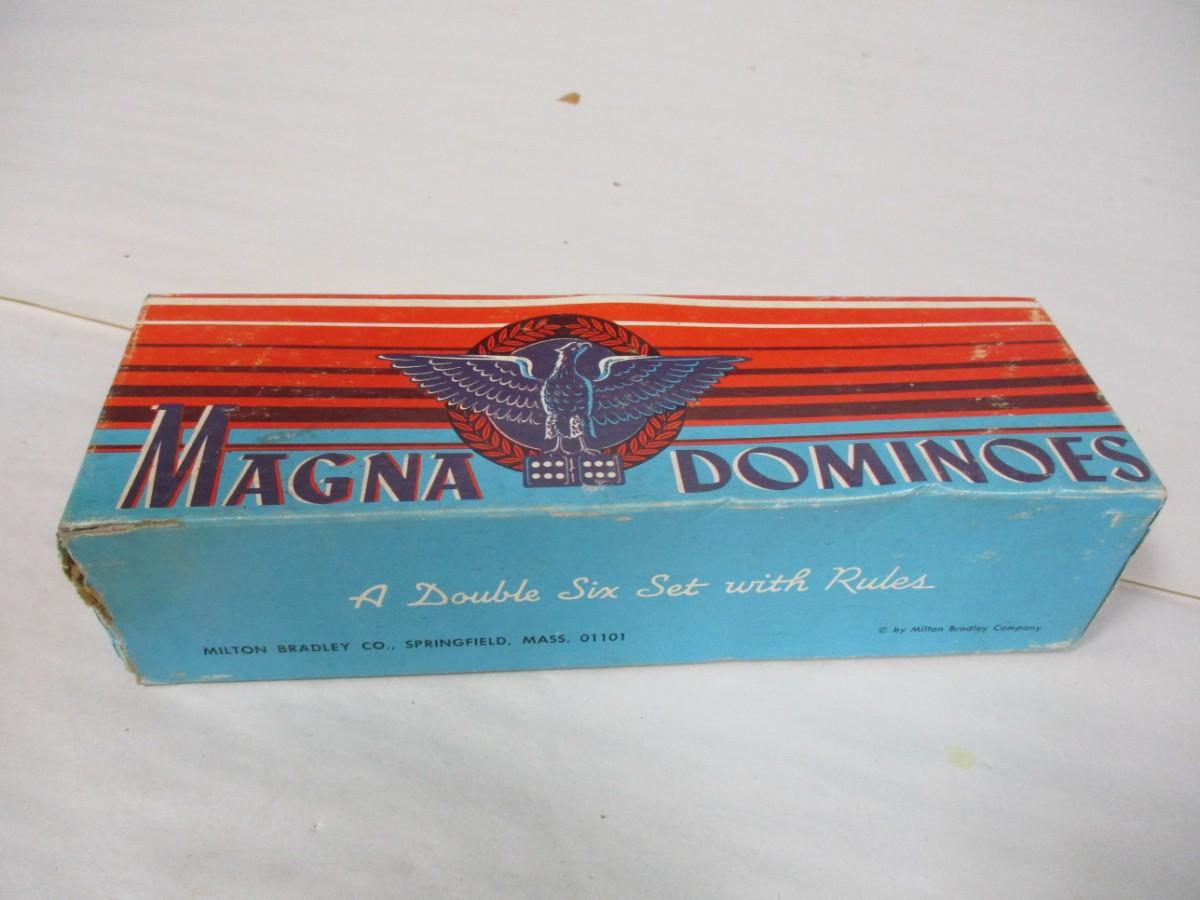 MAGNA DOMINOES
A Double Six Set with Rules
MILTON BRADLEY CO., SPRINGFIELD, MASS. 01101
© by Milton Bradley Company